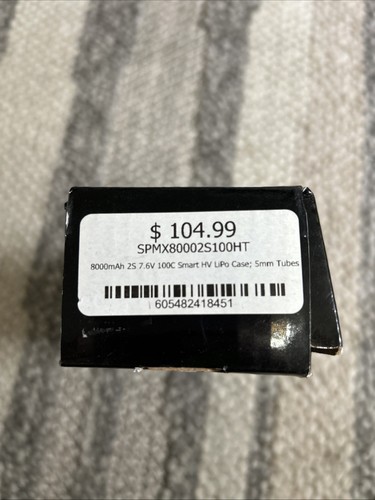 $ 104.99
SPMX80002S100HT
8000mAh 2S 7.6V 100C Smart HV LiPo Case; 5mm Tubes
605482418451